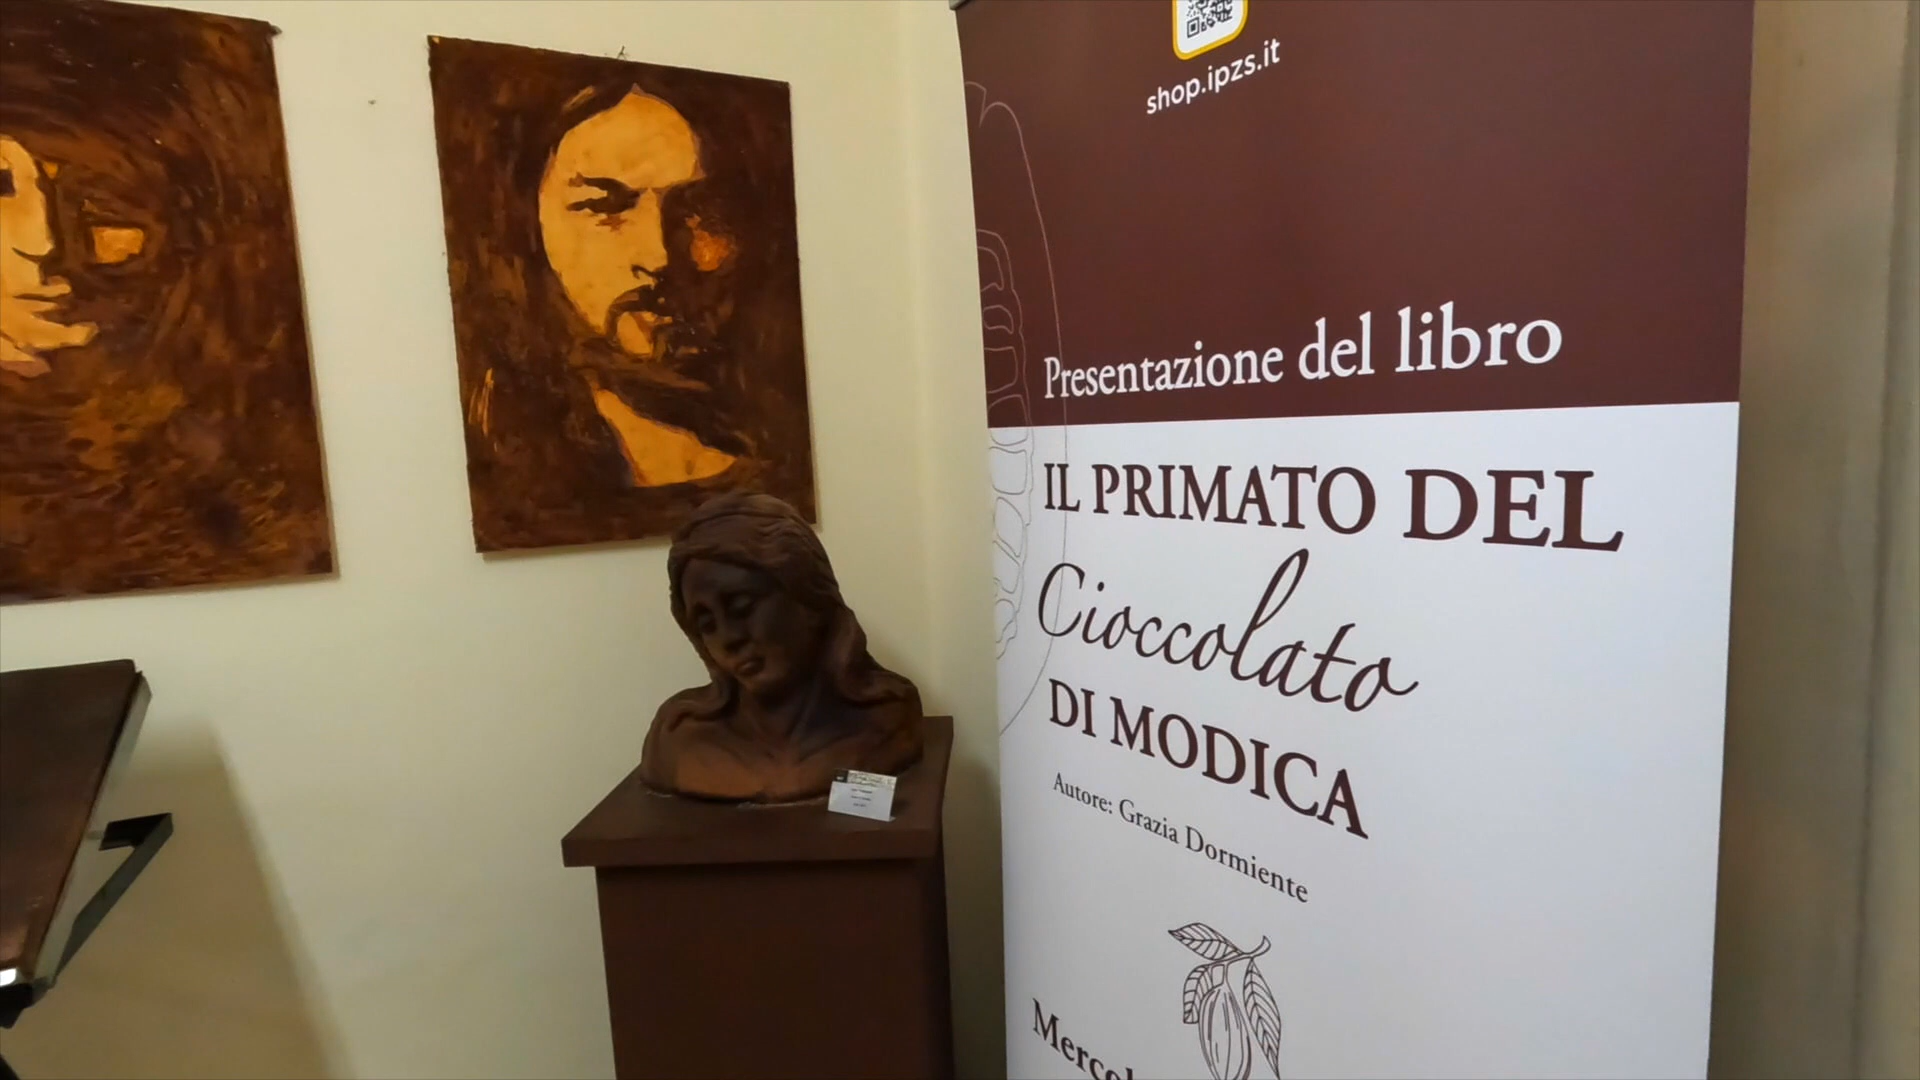 shop.ipzs.it
Presentazione del libro
IL PRIMATO DEL
Cioccolato
DI MODICA
Autore: Grazia Dormiente